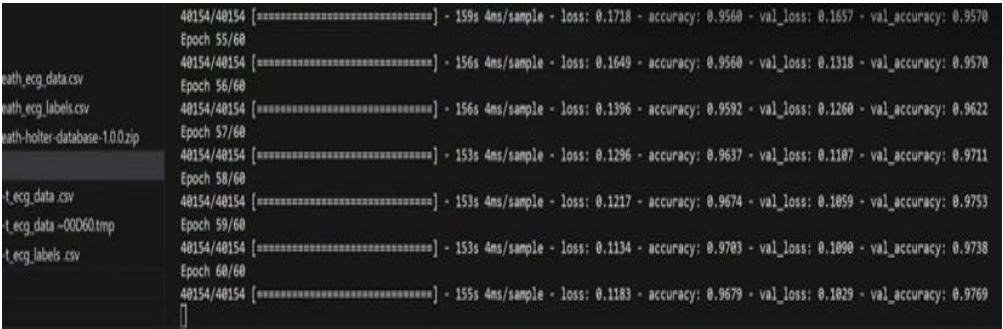 eath_ecg_data.csv
eath_ecg_labels.csv
eath-holter-database-1.0.0.zip
-t_ecg_data .csv
-t_ecg_data ~00D60.tmp
-t_ecg_labels .csv
40154/40154 [==============================] - 159s 4ms/sample - loss: 0.1718 - accuracy: 0.9560 - val_loss: 0.1657 - val_accuracy: 0.9570
Epoch 55/60
40154/40154 [==============================] - 156s 4ms/sample - loss: 0.1649 - accuracy: 0.9560 - val_loss: 0.1318 - val_accuracy: 0.9570
Epoch 56/60
40154/40154 [==============================] - 156s 4ms/sample - loss: 0.1396 - accuracy: 0.9592 - val_loss: 0.1260 - val_accuracy: 0.9622
Epoch 57/60
40154/40154 [==============================] - 153s 4ms/sample - loss: 0.1296 - accuracy: 0.9637 - val_loss: 0.1107 - val_accuracy: 0.9711
Epoch 58/60
40154/40154 [==============================] - 153s 4ms/sample - loss: 0.1217 - accuracy: 0.9674 - val_loss: 0.1059 - val_accuracy: 0.9753
Epoch 59/60
40154/40154 [==============================] - 153s 4ms/sample - loss: 0.1134 - accuracy: 0.9703 - val_loss: 0.1090 - val_accuracy: 0.9738
Epoch 60/60
40154/40154 [==============================] - 155s 4ms/sample - loss: 0.1183 - accuracy: 0.9679 - val_loss: 0.1029 - val_accuracy: 0.9769